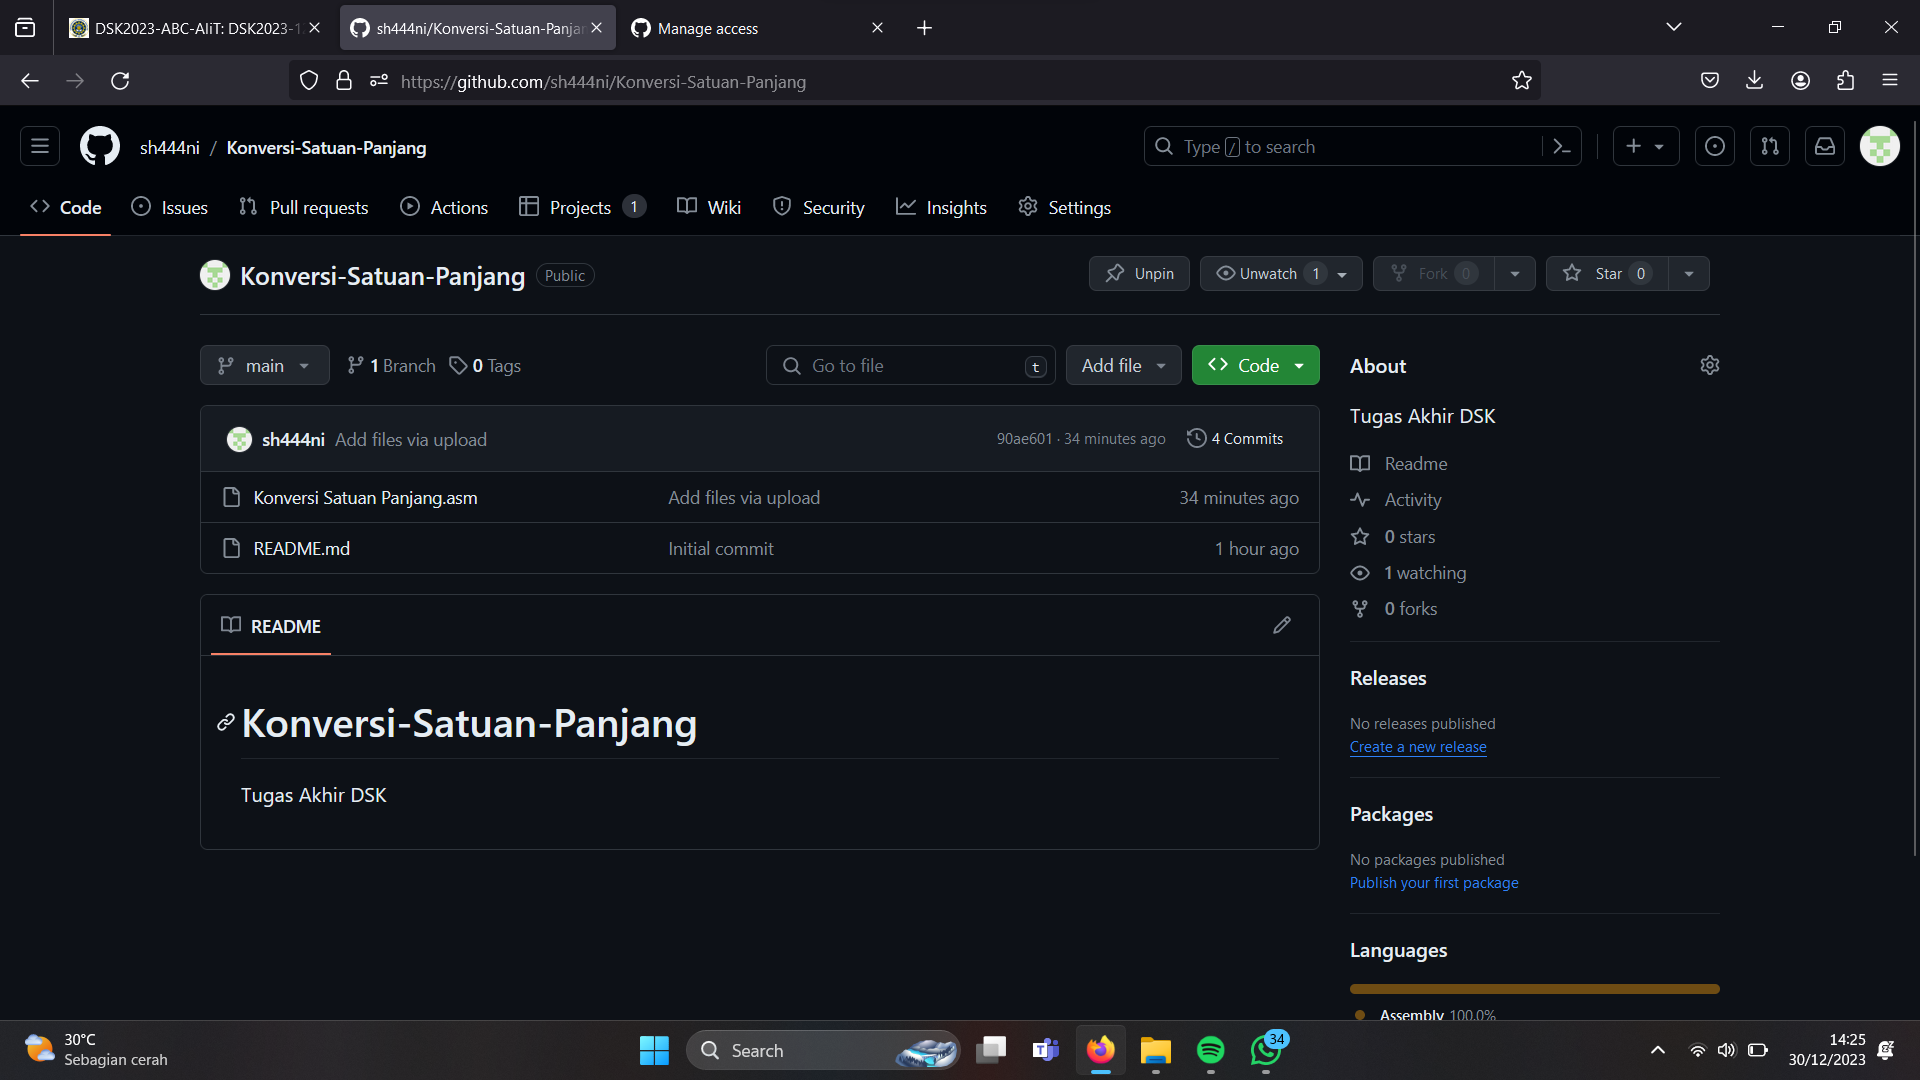 DSK2023-ABC-AliT: DSK2023-1
sh444ni/Konversi-Satuan-Panjar
Manage access
https://github.com/sh444ni/Konversi-Satuan-Panjang
sh444ni / Konversi-Satuan-Panjang
Type / to search
Code
Issues
Pull requests
Actions
Projects 1
Wiki
Security
Insights
Settings
Konversi-Satuan-Panjang Public
Unpin
Unwatch 1
Fork 0
Star 0
main
1 Branch
0 Tags
Go to file t
Add file
Code
sh444ni Add files via upload
90ae601 · 34 minutes ago
4 Commits
Konversi Satuan Panjang.asm Add files via upload 34 minutes ago
README.md Initial commit 1 hour ago
README
Konversi-Satuan-Panjang
Tugas Akhir DSK
About
Tugas Akhir DSK
Readme
Activity
0 stars
1 watching
0 forks
Releases
No releases published
Create a new release
Packages
No packages published
Publish your first package
Languages
Assembly 100.0%
30°C
Sebagian cerah
Search
34
14:25
30/12/2023